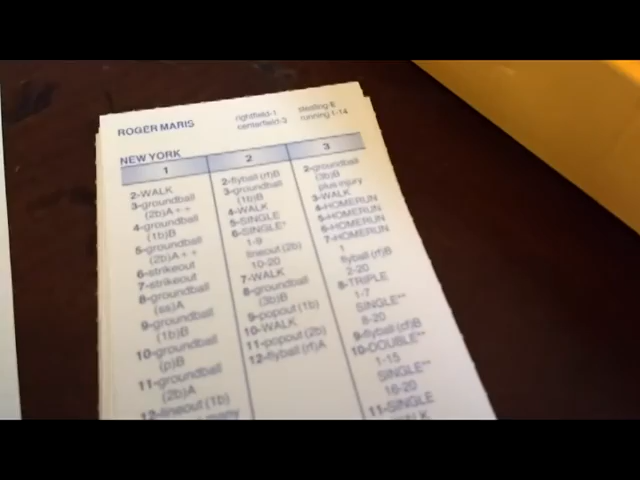 ROGER MARIS
rightfield-1 stealing E
centerfield-3 running 1-14
NEW YORK
1
2-WALK
3-groundball
(2b)A++
4-groundball
(1b)B
5-groundball
(2b)A++
6-strikeout
7-strikeout
8-groundball
(ss)A
9-groundball
(1b)B
10-groundball
(p)B
11-groundball
(2b)A
12-lineout (1b)
many
2
2-flyball (rf)B
3-groundball
(1b)B
4-WALK
5-SINGLE
6-SINGLE*
1-9
lineout (2b)
10-20
7-WALK
8-groundball
(3b)B
9-popout (1b)
10-WALK
11-popout (2b)
12-flyball (rf)A
3
2-groundball
(3b)B
plus injury
3-WALK
4-HOMERUN
5-HOMERUN
6-HOMERUN
7-HOMERUN
1
flyball (rf)B
2-20
8-TRIPLE
1-7
SINGLE**
8-20
9-flyball (cf)B
10-DOUBLE**
1-15
SINGLE**
16-20
11-SINGLE
WALK